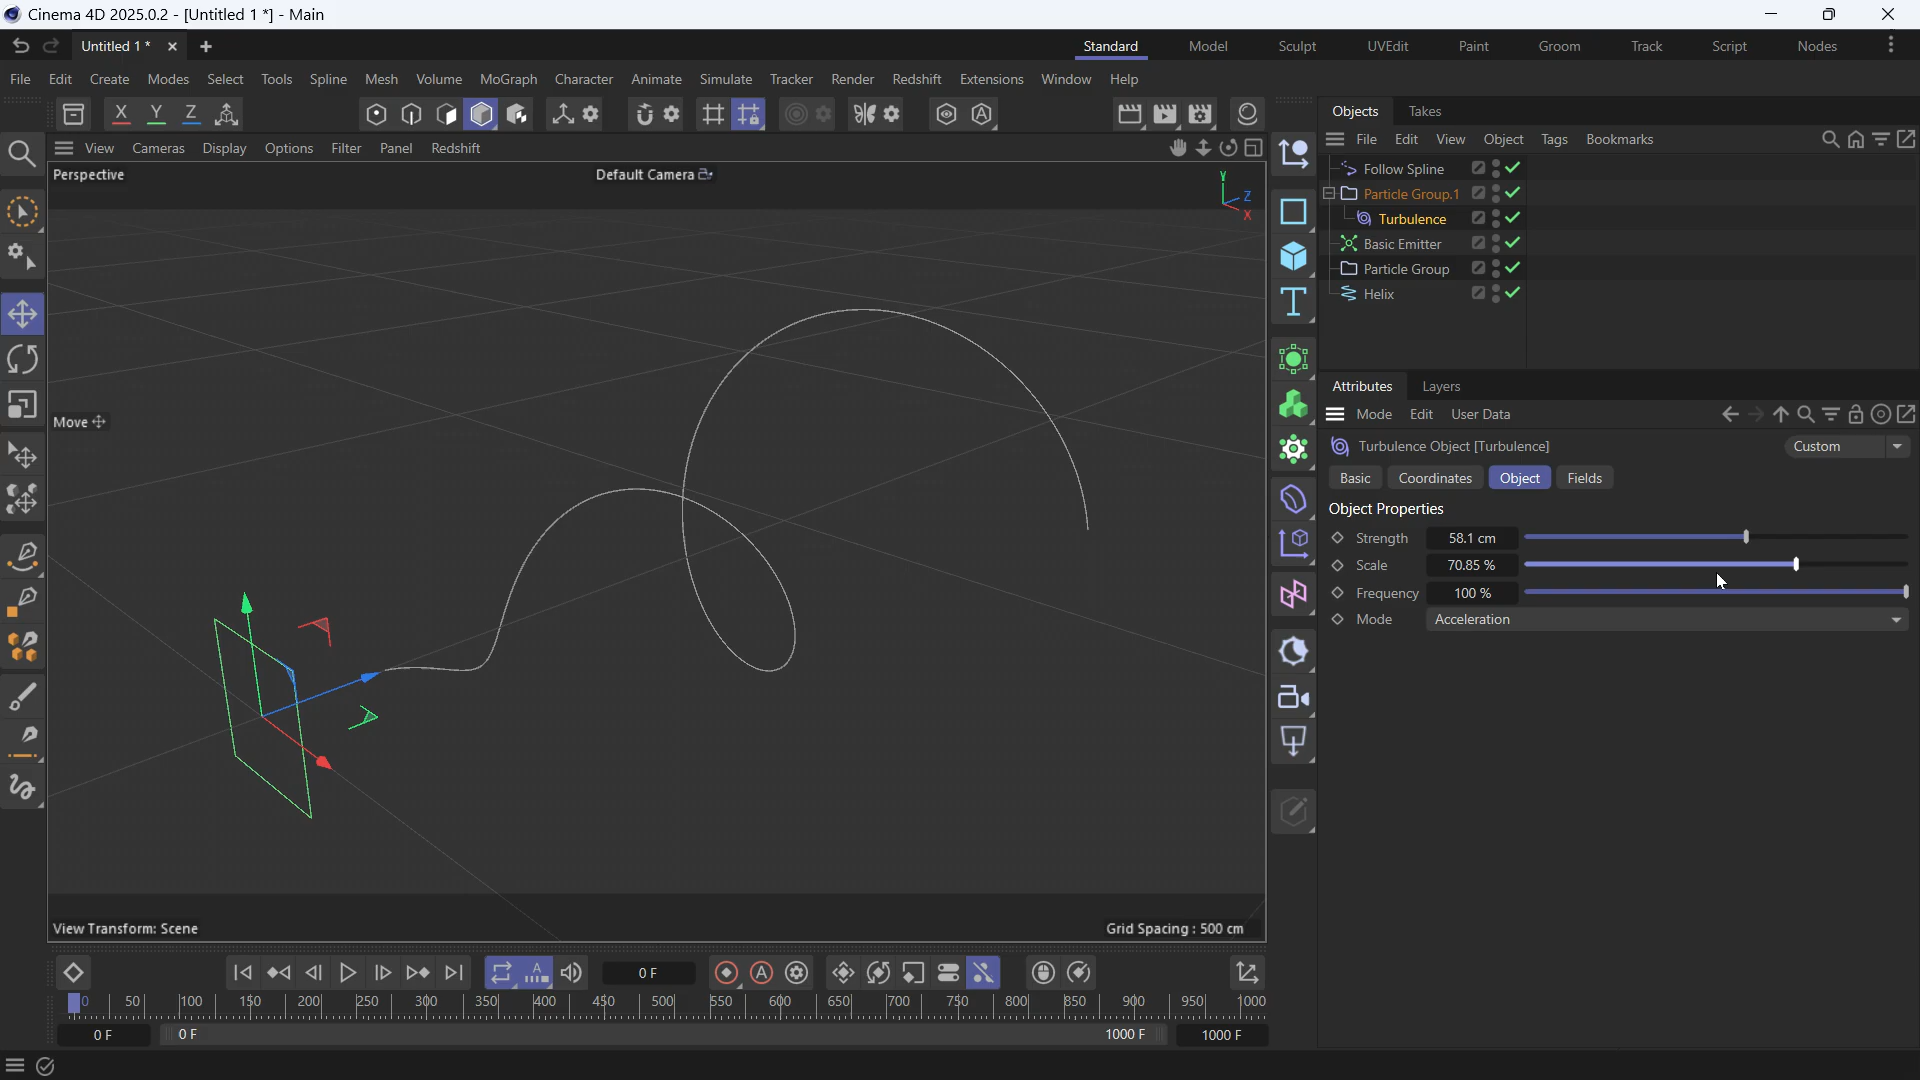 Cinema 4D 2025.0.2 - [Untitled 1 *] - Main
Untitled 1 *
Standard Model Sculpt UVEdit Paint Groom Track Script Nodes
File Edit Create Modes Select Tools Spline Mesh Volume MoGraph Character Animate Simulate Tracker Render Redshift Extensions Window Help
X Y Z
Objects Takes
View Cameras Display Options Filter Panel Redshift
File Edit View Object Tags Bookmarks
Perspective
Default Camera
Y
Z
X
Follow Spline
Particle Group.1
Turbulence
Basic Emitter
Particle Group
Helix
Attributes Layers
Mode Edit User Data
Move
Turbulence Object [Turbulence]
Custom
Basic Coordinates Object Fields
Object Properties
Strength 58.1 cm
Scale 70.85 %
Frequency 100 %
Mode Acceleration
View Transform: Scene
Grid Spacing : 500 cm
0 F
0 50 100 150 200 250 300 350 400 450 500 550 600 650 700 750 800 850 900 950 1000
0 F 0 F 1000 F 1000 F